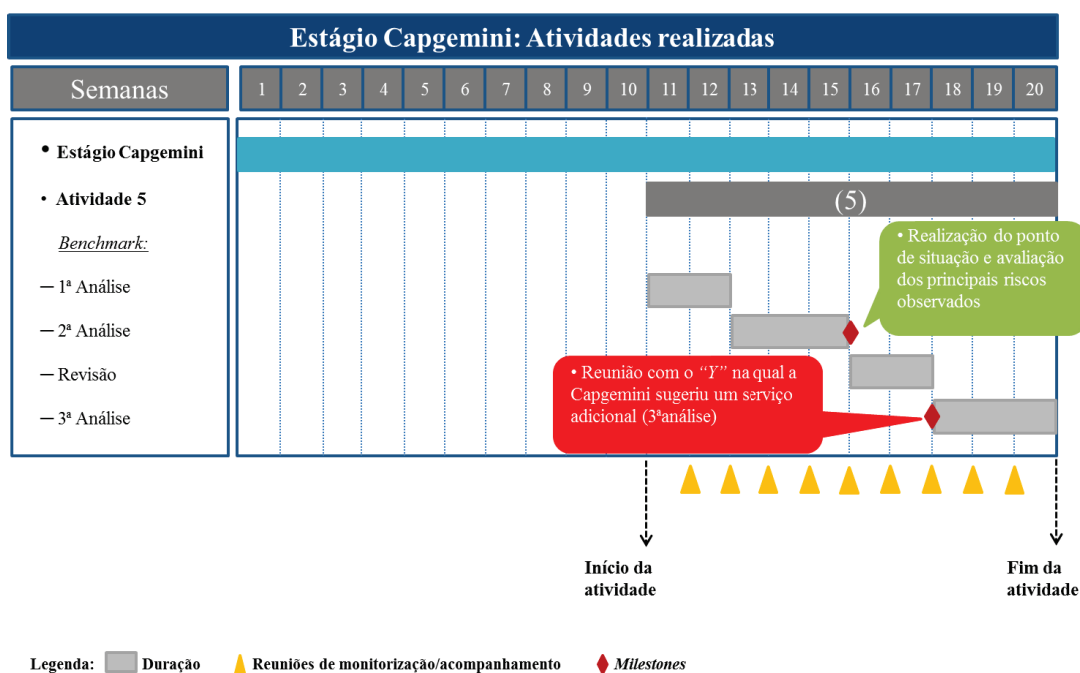 Estágio Capgemini: Atividades realizadas
Semanas
1 2 3 4 5 6 7 8 9 10 11 12 13 14 15 16 17 18 19 20
• Estágio Capgemini
• Atividade 5
(5)
Benchmark:
– 1ª Análise
– 2ª Análise
– Revisão
– 3ª Análise
• Realização do ponto
de situação e avaliação
dos principais riscos
observados
• Reunião com o “Y” na qual a
Capgemini sugeriu um serviço
adicional (3ªanálise)
Início da
atividade
Fim da
atividade
Legenda: Duração Reuniões de monitorização/acompanhamento Milestones